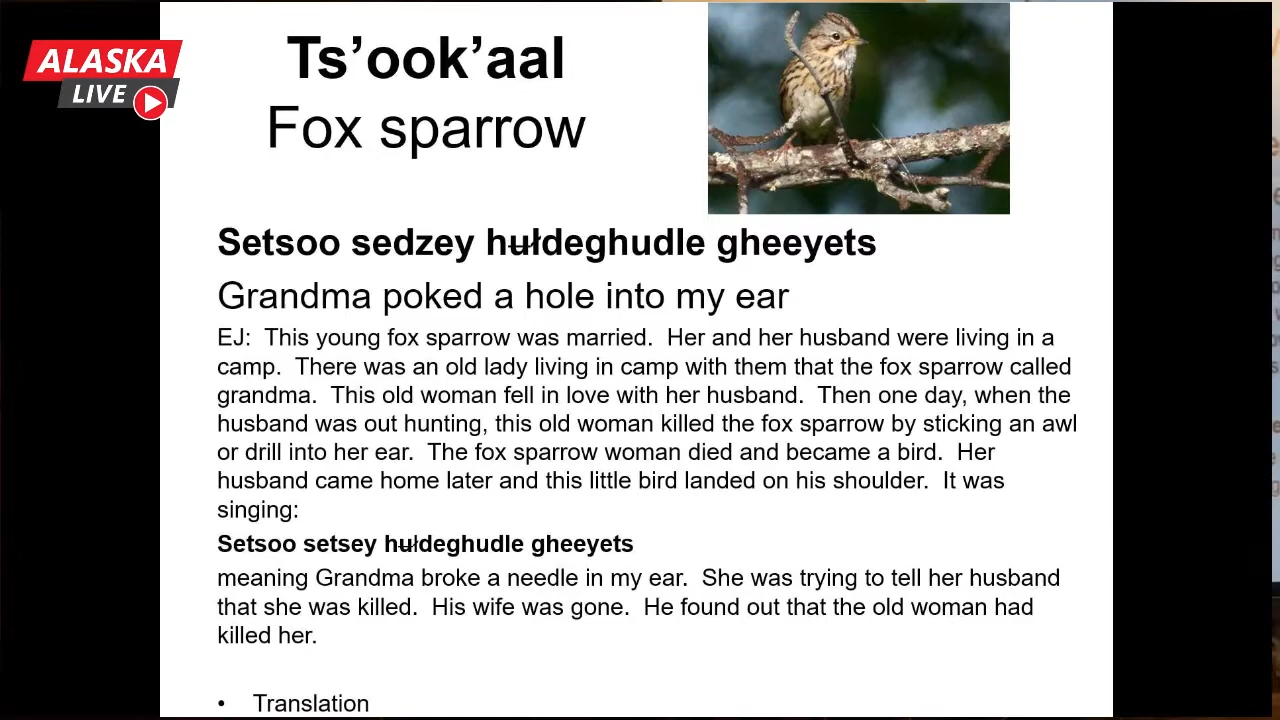 ALASKA
LIVE
Ts’ook’aal
Fox sparrow
Setsoo sedzey hʉłdeghudle gheeyets
Grandma poked a hole into my ear
EJ:  This young fox sparrow was married.  Her and her husband were living in a
camp.  There was an old lady living in camp with them that the fox sparrow called
grandma.  This old woman fell in love with her husband.  Then one day, when the
husband was out hunting, this old woman killed the fox sparrow by sticking an awl
or drill into her ear.  The fox sparrow woman died and became a bird.  Her
husband came home later and this little bird landed on his shoulder.  It was
singing:
Setsoo setsey hʉłdeghudle gheeyets
meaning Grandma broke a needle in my ear.  She was trying to tell her husband
that she was killed.  His wife was gone.  He found out that the old woman had
killed her.
• Translation